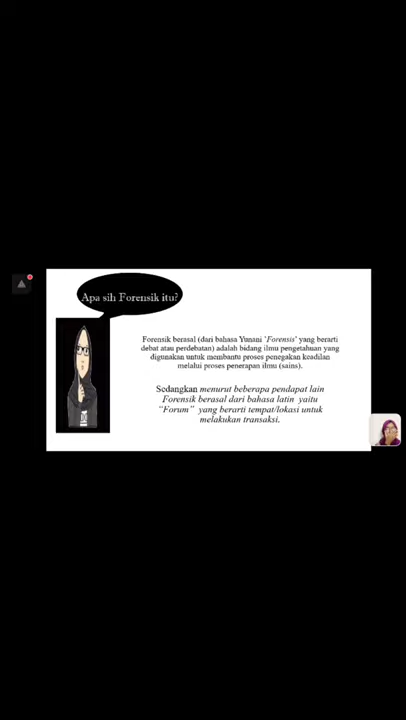 Apa sih Forensik itu?
Forensik berasal (dari bahasa Yunani 'Forensis' yang berarti
debat atau perdebatan) adalah bidang ilmu pengetahuan yang
digunakan untuk membantu proses penegakan keadilan
melalui proses penerapan ilmu (sains).
Sedangkan menurut beberapa pendapat lain
Forensik berasal dari bahasa latin yaitu
"Forum" yang berarti tempat/lokasi untuk
melakukan transaksi.